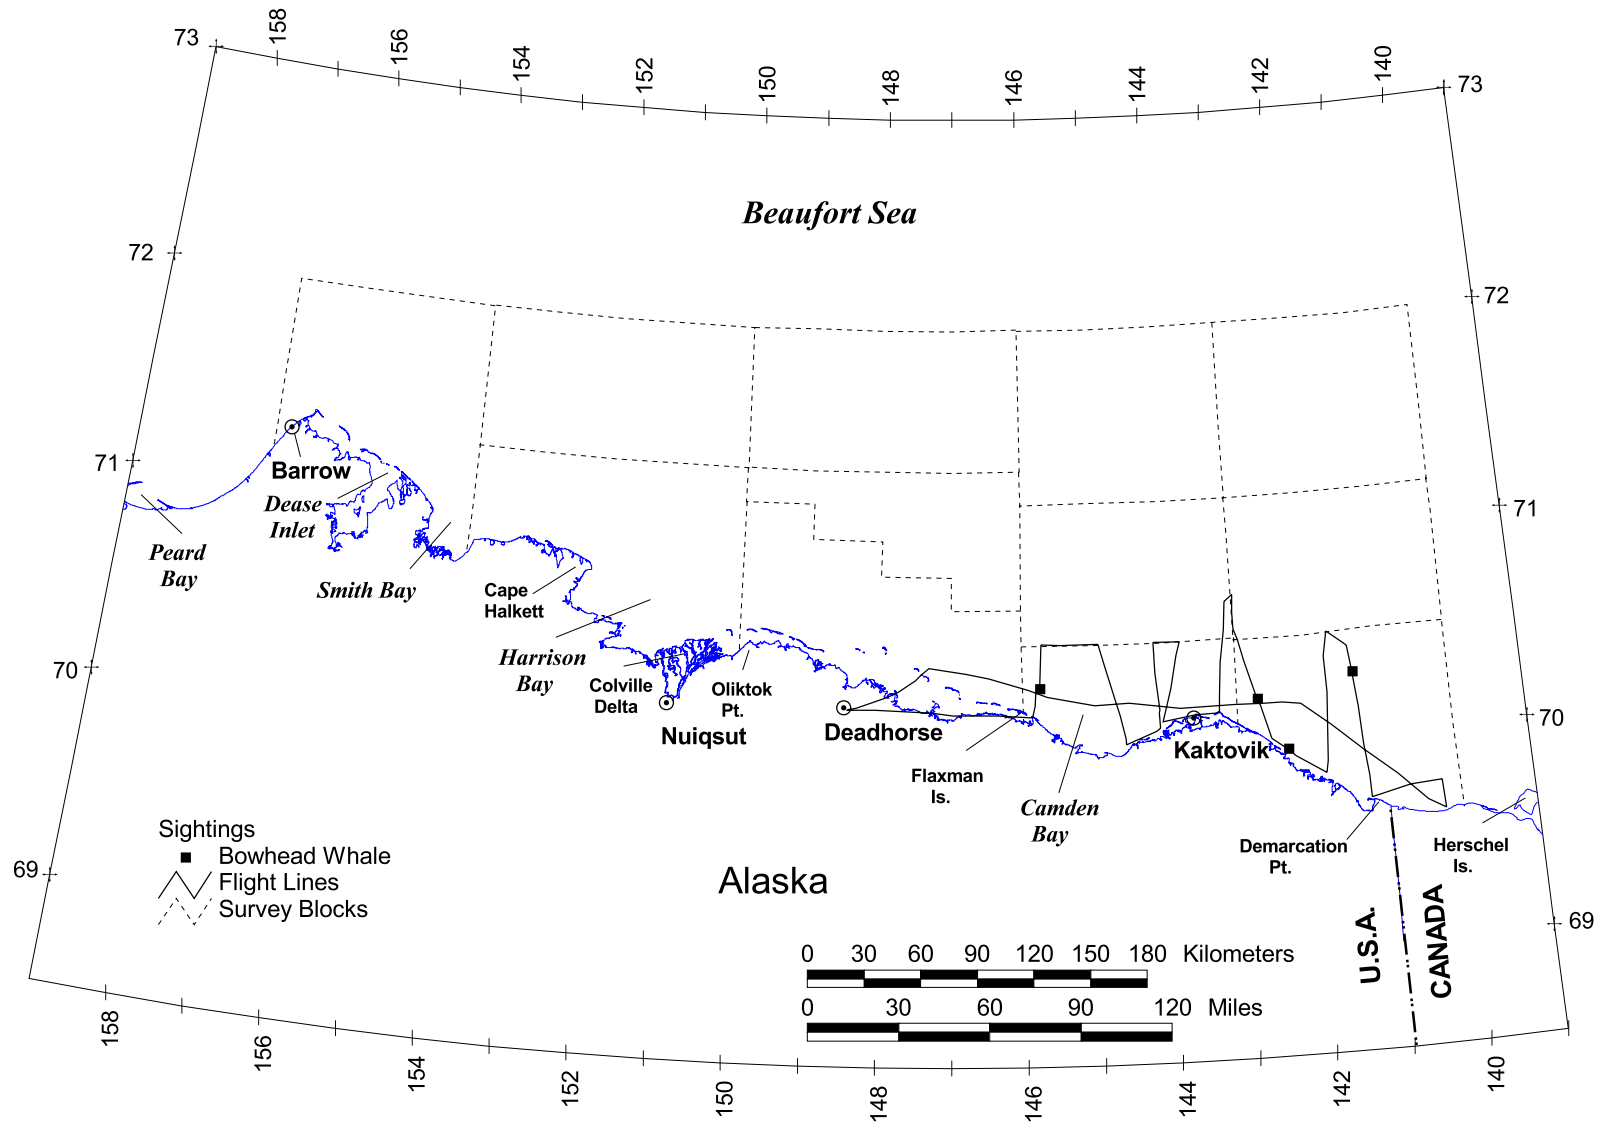 158
156
154
152
150
148
146
144
142
140
73
73
Beaufort Sea
72
72
71
71
Barrow
Dease
Inlet
Peard
Bay
Smith Bay
Cape
Halkett
Harrison
Bay
70
Colville
Delta
Oliktok
Pt.
Nuiqsut
Deadhorse
Kaktovik
70
Flaxman
Is.
Camden
Bay
Demarcation
Pt.
Herschel
Is.
Sightings
Bowhead Whale
Flight Lines
Survey Blocks
69
Alaska
69
U.S.A.
CANADA
0 30 60 90 120 150 180 Kilometers
0 30 60 90 120 Miles
158
156
154
152
150
148
146
144
142
140